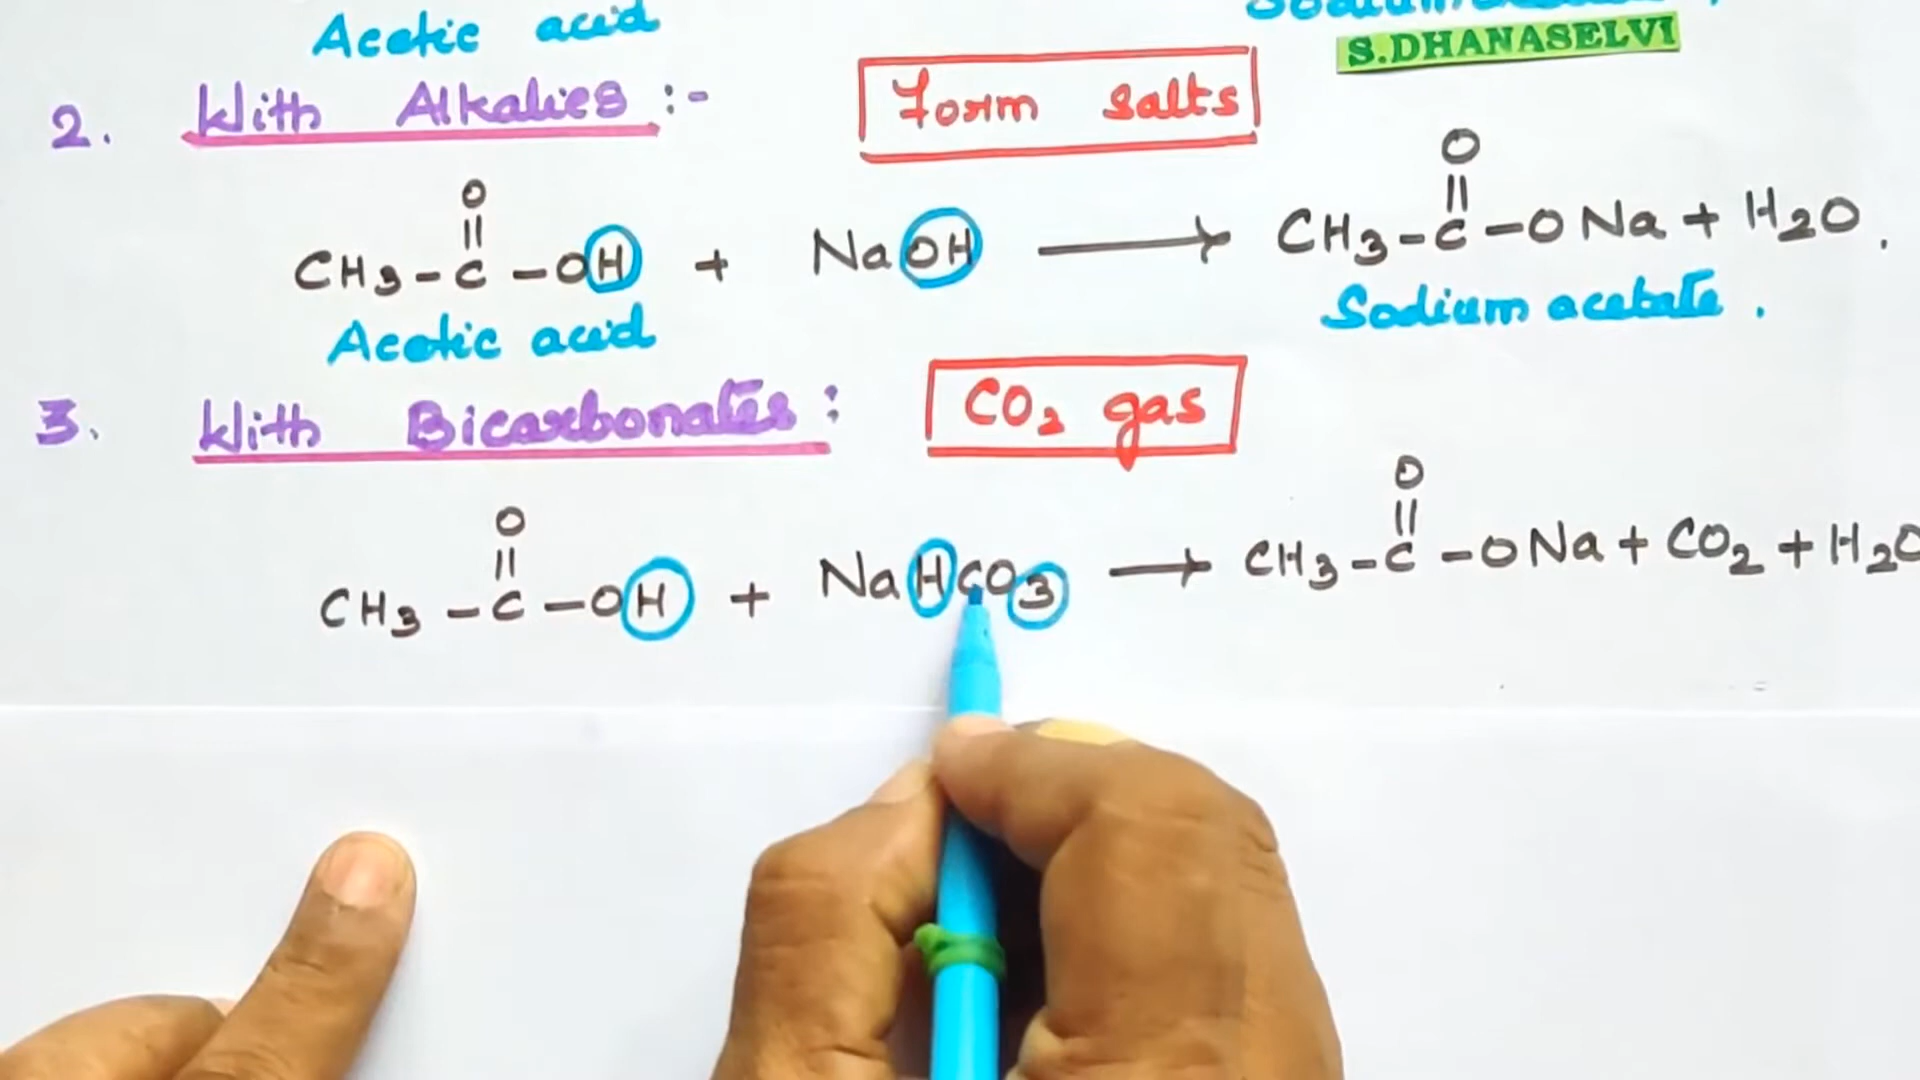 Acetic acid
S.DHANASELVI
2. With Alkalies :- Form salts
O O
|| ||
CH3-C-OH + NaOH → CH3-C-ONa + H2O.
Acetic acid Sodium acetate.
3. With Bicarbonates: CO2 gas
O O
|| ||
CH3-C-OH + NaHCO3 → CH3-C-ONa + CO2 + H2O